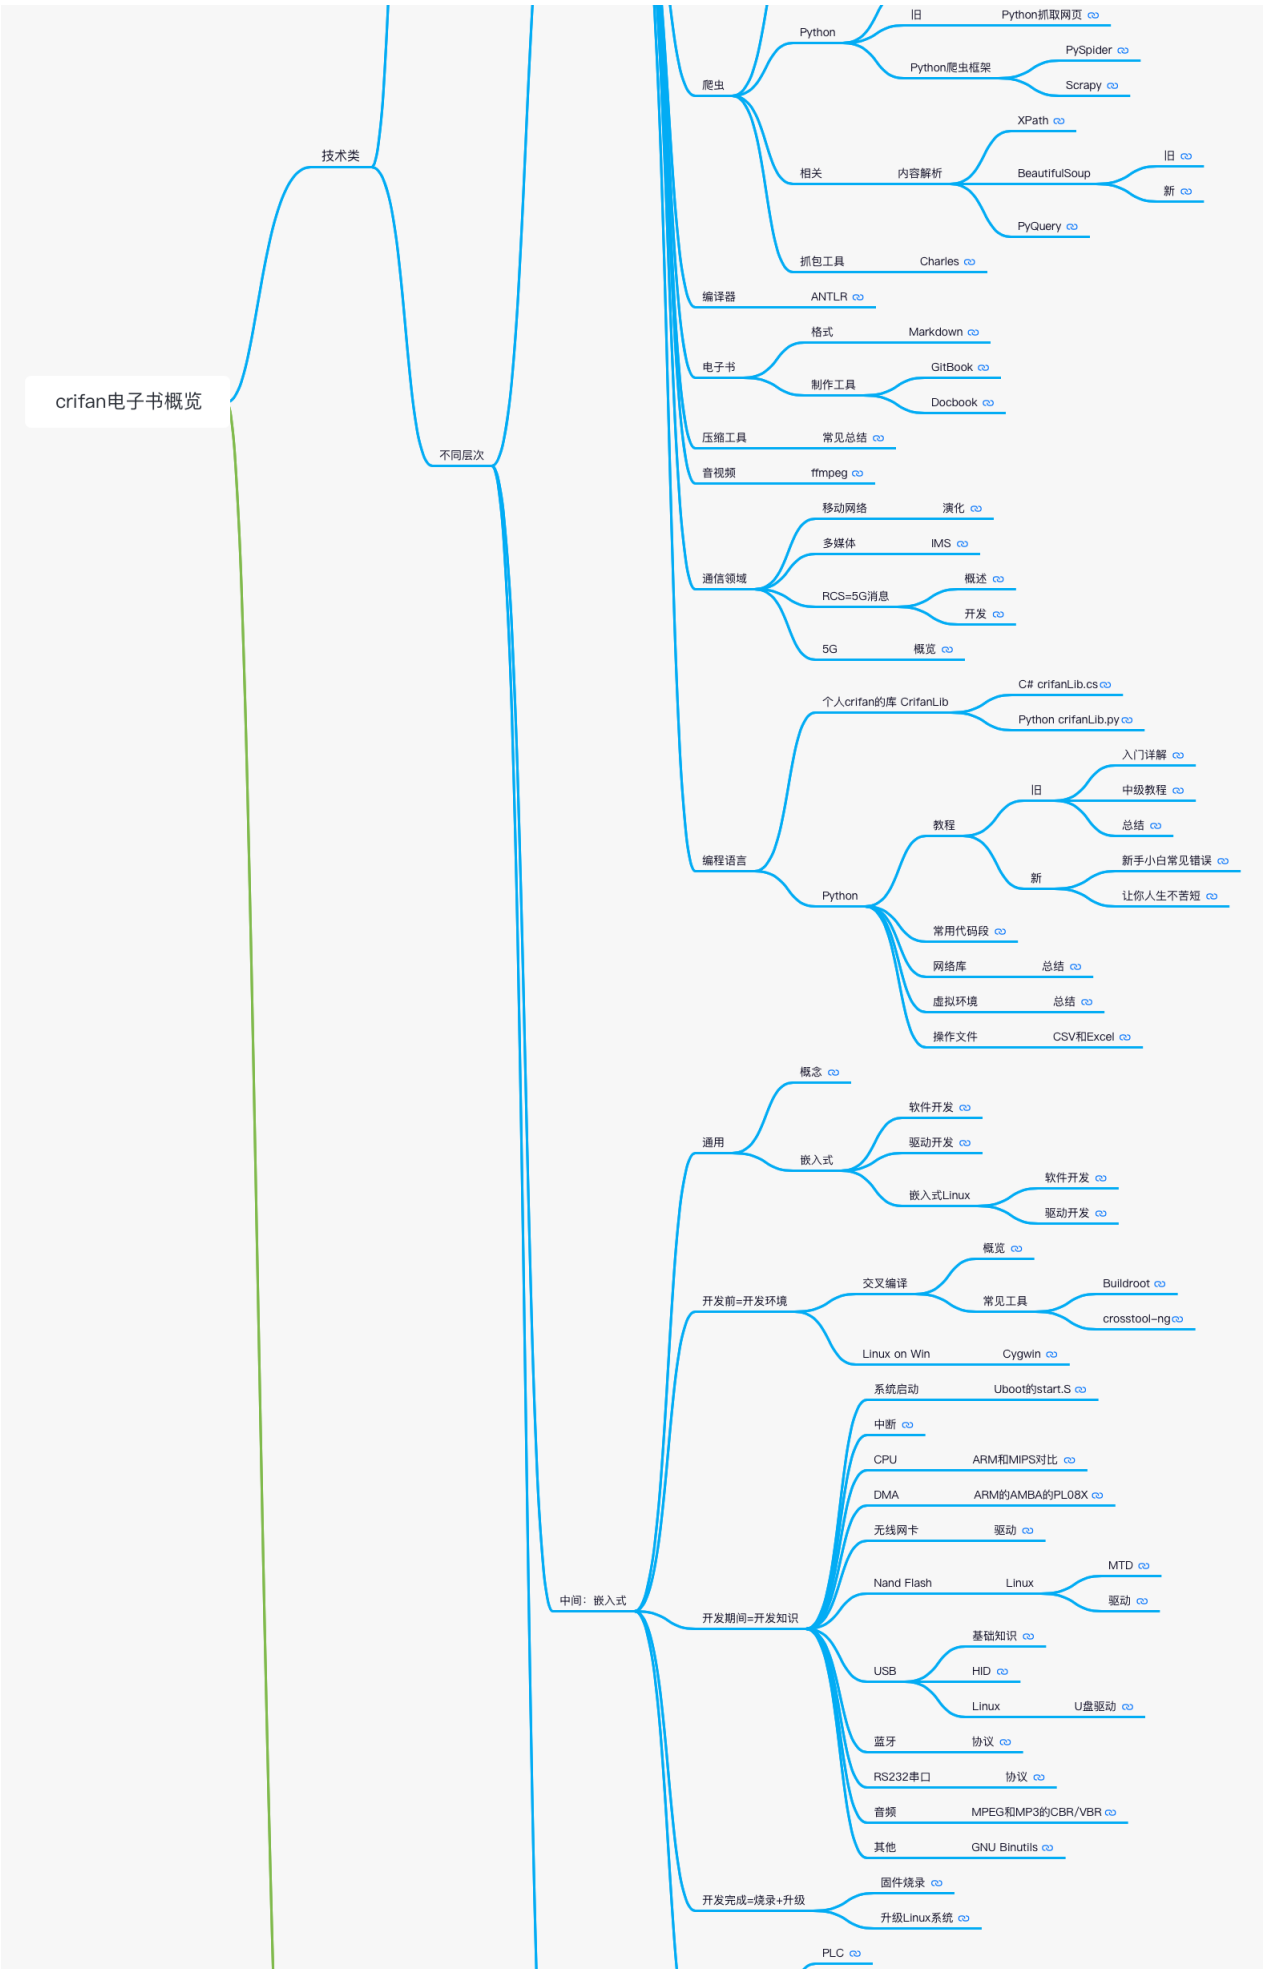 旧
Python抓取网页
Python
PySpider
Python爬虫框架
爬虫
Scrapy
XPath
技术类
旧
相关
内容解析
BeautifulSoup
新
PyQuery
抓包工具
Charles
编译器
ANTLR
格式
Markdown
电子书
GitBook
制作工具
crifan电子书概览
Docbook
压缩工具
常见总结
不同层次
音视频
ffmpeg
移动网络
演化
多媒体
IMS
通信领域
概述
RCS=5G消息
开发
5G
概览
C# crifanLib.cs
个人crifan的库 CrifanLib
Python crifanLib.py
入门详解
旧
中级教程
教程
总结
编程语言
新手小白常见错误
新
Python
让你人生不苦短
常用代码段
网络库
总结
虚拟环境
总结
操作文件
CSV和Excel
概念
软件开发
通用
驱动开发
嵌入式
软件开发
嵌入式Linux
驱动开发
概览
交叉编译
Buildroot
开发前=开发环境
常见工具
crosstool-ng
Linux on Win
Cygwin
系统启动
Uboot的start.S
中断
CPU
ARM和MIPS对比
DMA
ARM的AMBA的PL08X
无线网卡
驱动
MTD
Nand Flash
Linux
中间：嵌入式
驱动
开发期间=开发知识
基础知识
USB
HID
Linux
U盘驱动
蓝牙
协议
RS232串口
协议
音频
MPEG和MP3的CBR/VBR
其他
GNU Binutils
固件烧录
开发完成=烧录+升级
升级Linux系统
PLC